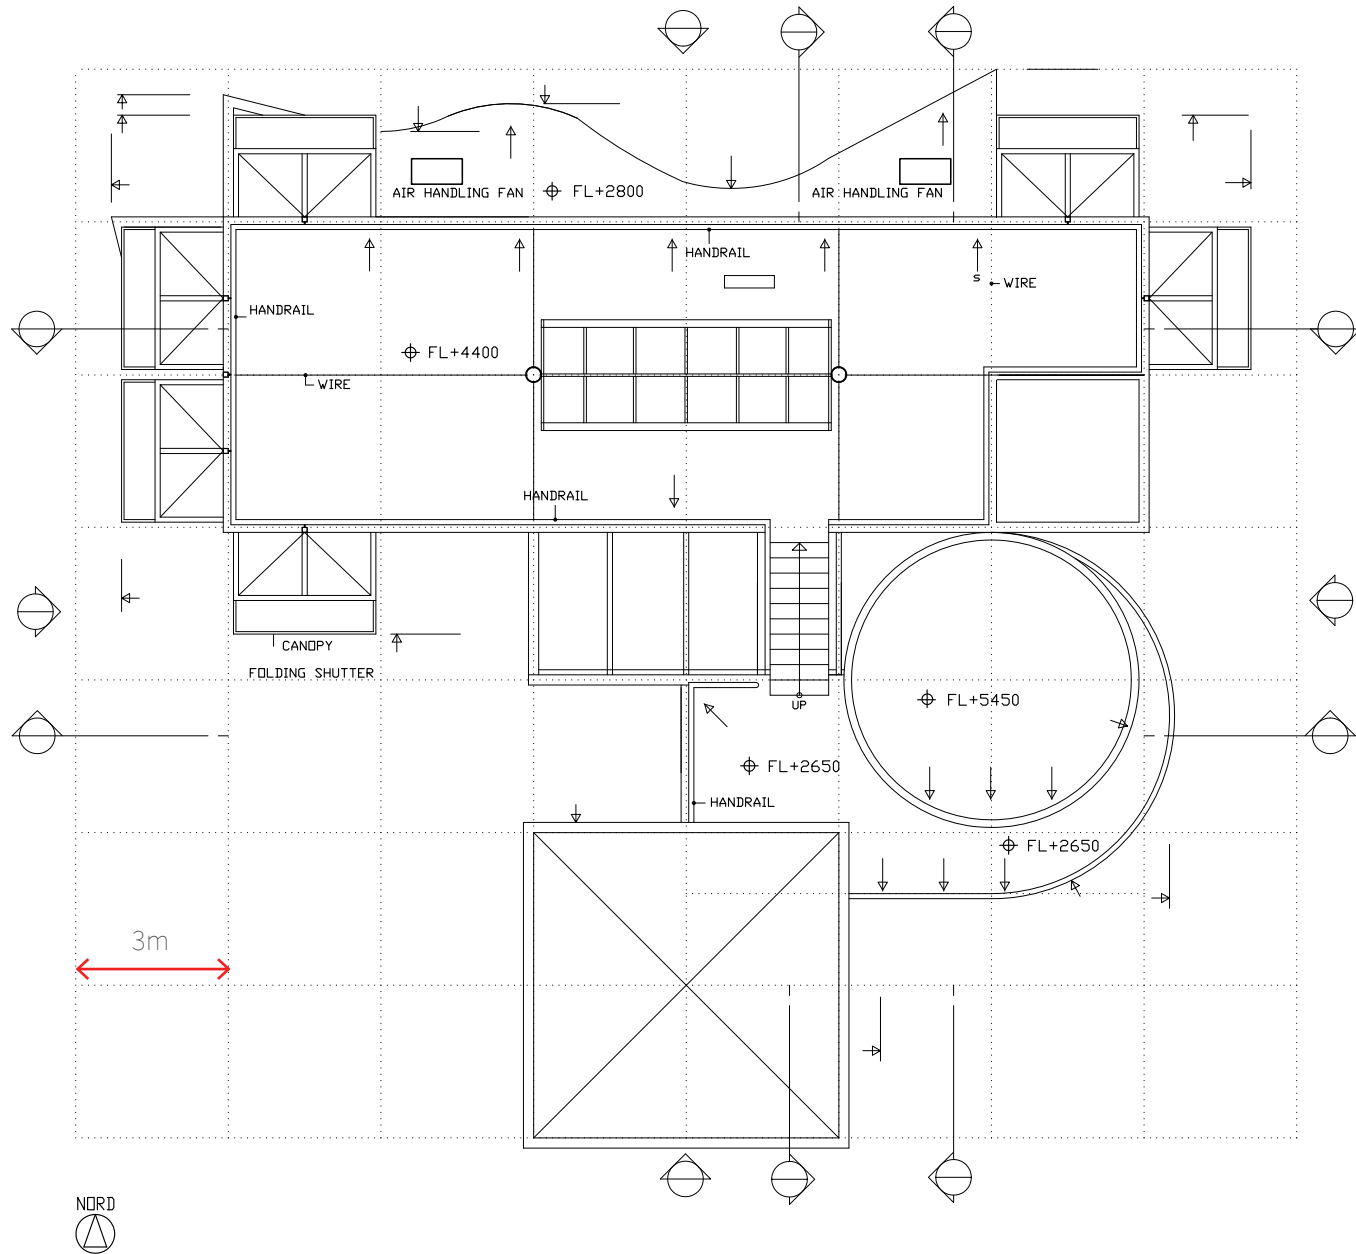 AIR HANDLING FAN
FL+2800
AIR HANDLING FAN
HANDRAIL
S
WIRE
HANDRAIL
FL+4400
WIRE
HANDRAIL
CANOPY
FOLDING SHUTTER
UP
FL+5450
FL+2650
HANDRAIL
FL+2650
3m
NORD